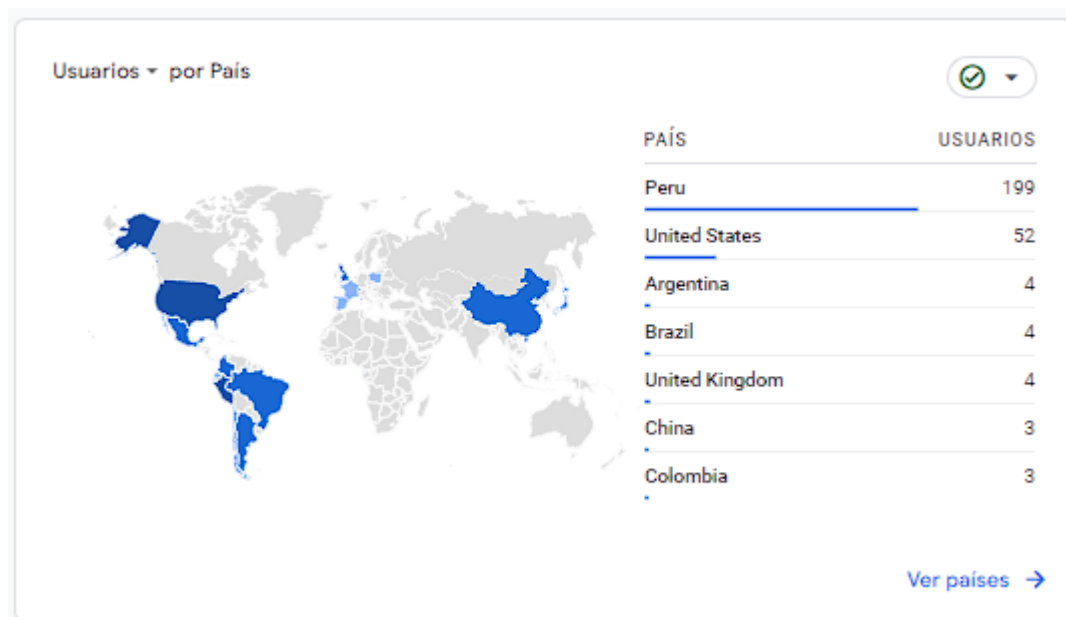 Usuarios por País
PAÍS USUARIOS
Peru 199
United States 52
Argentina 4
Brazil 4
United Kingdom 4
China 3
Colombia 3
Ver países →